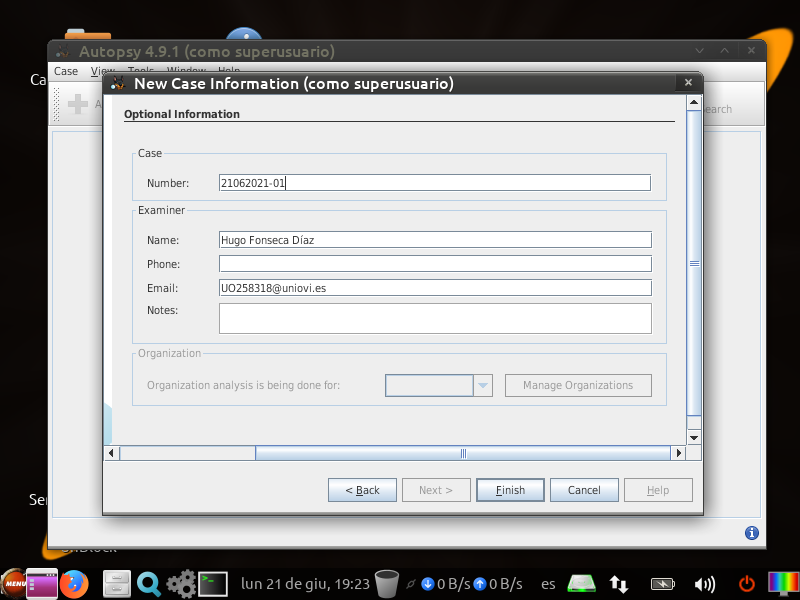 Autopsy 4.9.1 (como superusuario)
Case View Tools Window Help
New Case Information (como superusuario)
Optional Information
Case
Number: 21062021-01
Examiner
Name: Hugo Fonseca Díaz
Phone:
Email: UO258318@uniovi.es
Notes:
Organization
Organization analysis is being done for:
Manage Organizations
< Back Next > Finish Cancel Help
MENU
lun 21 de giu, 19:23 0 B/s 0 B/s es